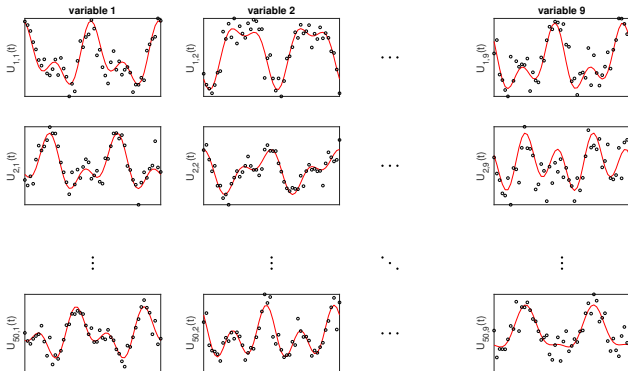 variable 1 variable 2 variable 9
U1,1(t) U1,2(t) ... U1,9(t)
U2,1(t) U2,2(t) ... U2,9(t)
U50,1(t) U50,2(t) ... U50,9(t)